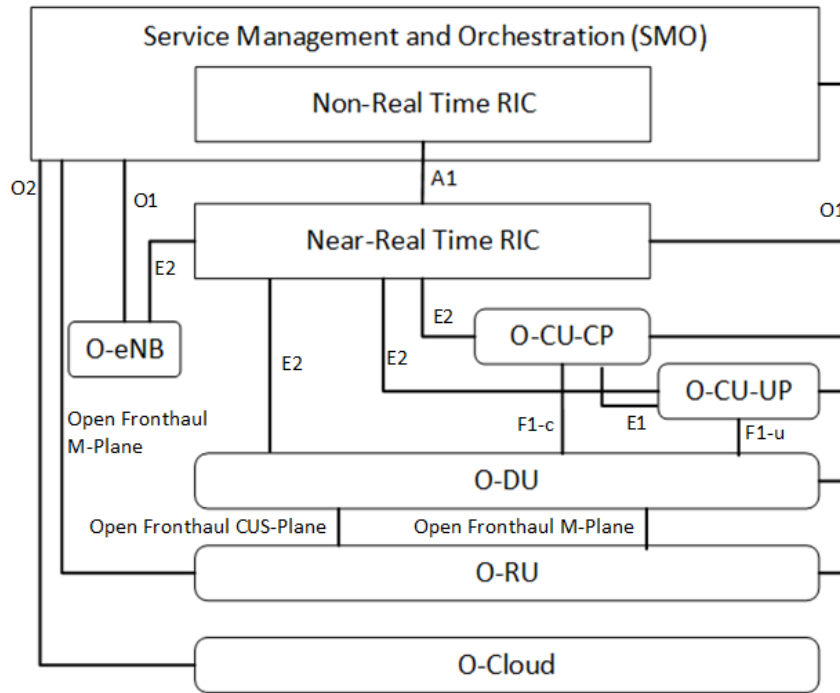 Service Management and Orchestration (SMO)
Non-Real Time RIC
O2
O1
A1
O1
Near-Real Time RIC
E2
E2
O-CU-CP
O-eNB
E2
E2
O-CU-UP
Open Fronthaul
M-Plane
F1-c
E1
F1-u
O-DU
Open Fronthaul CUS-Plane
Open Fronthaul M-Plane
O-RU
O-Cloud